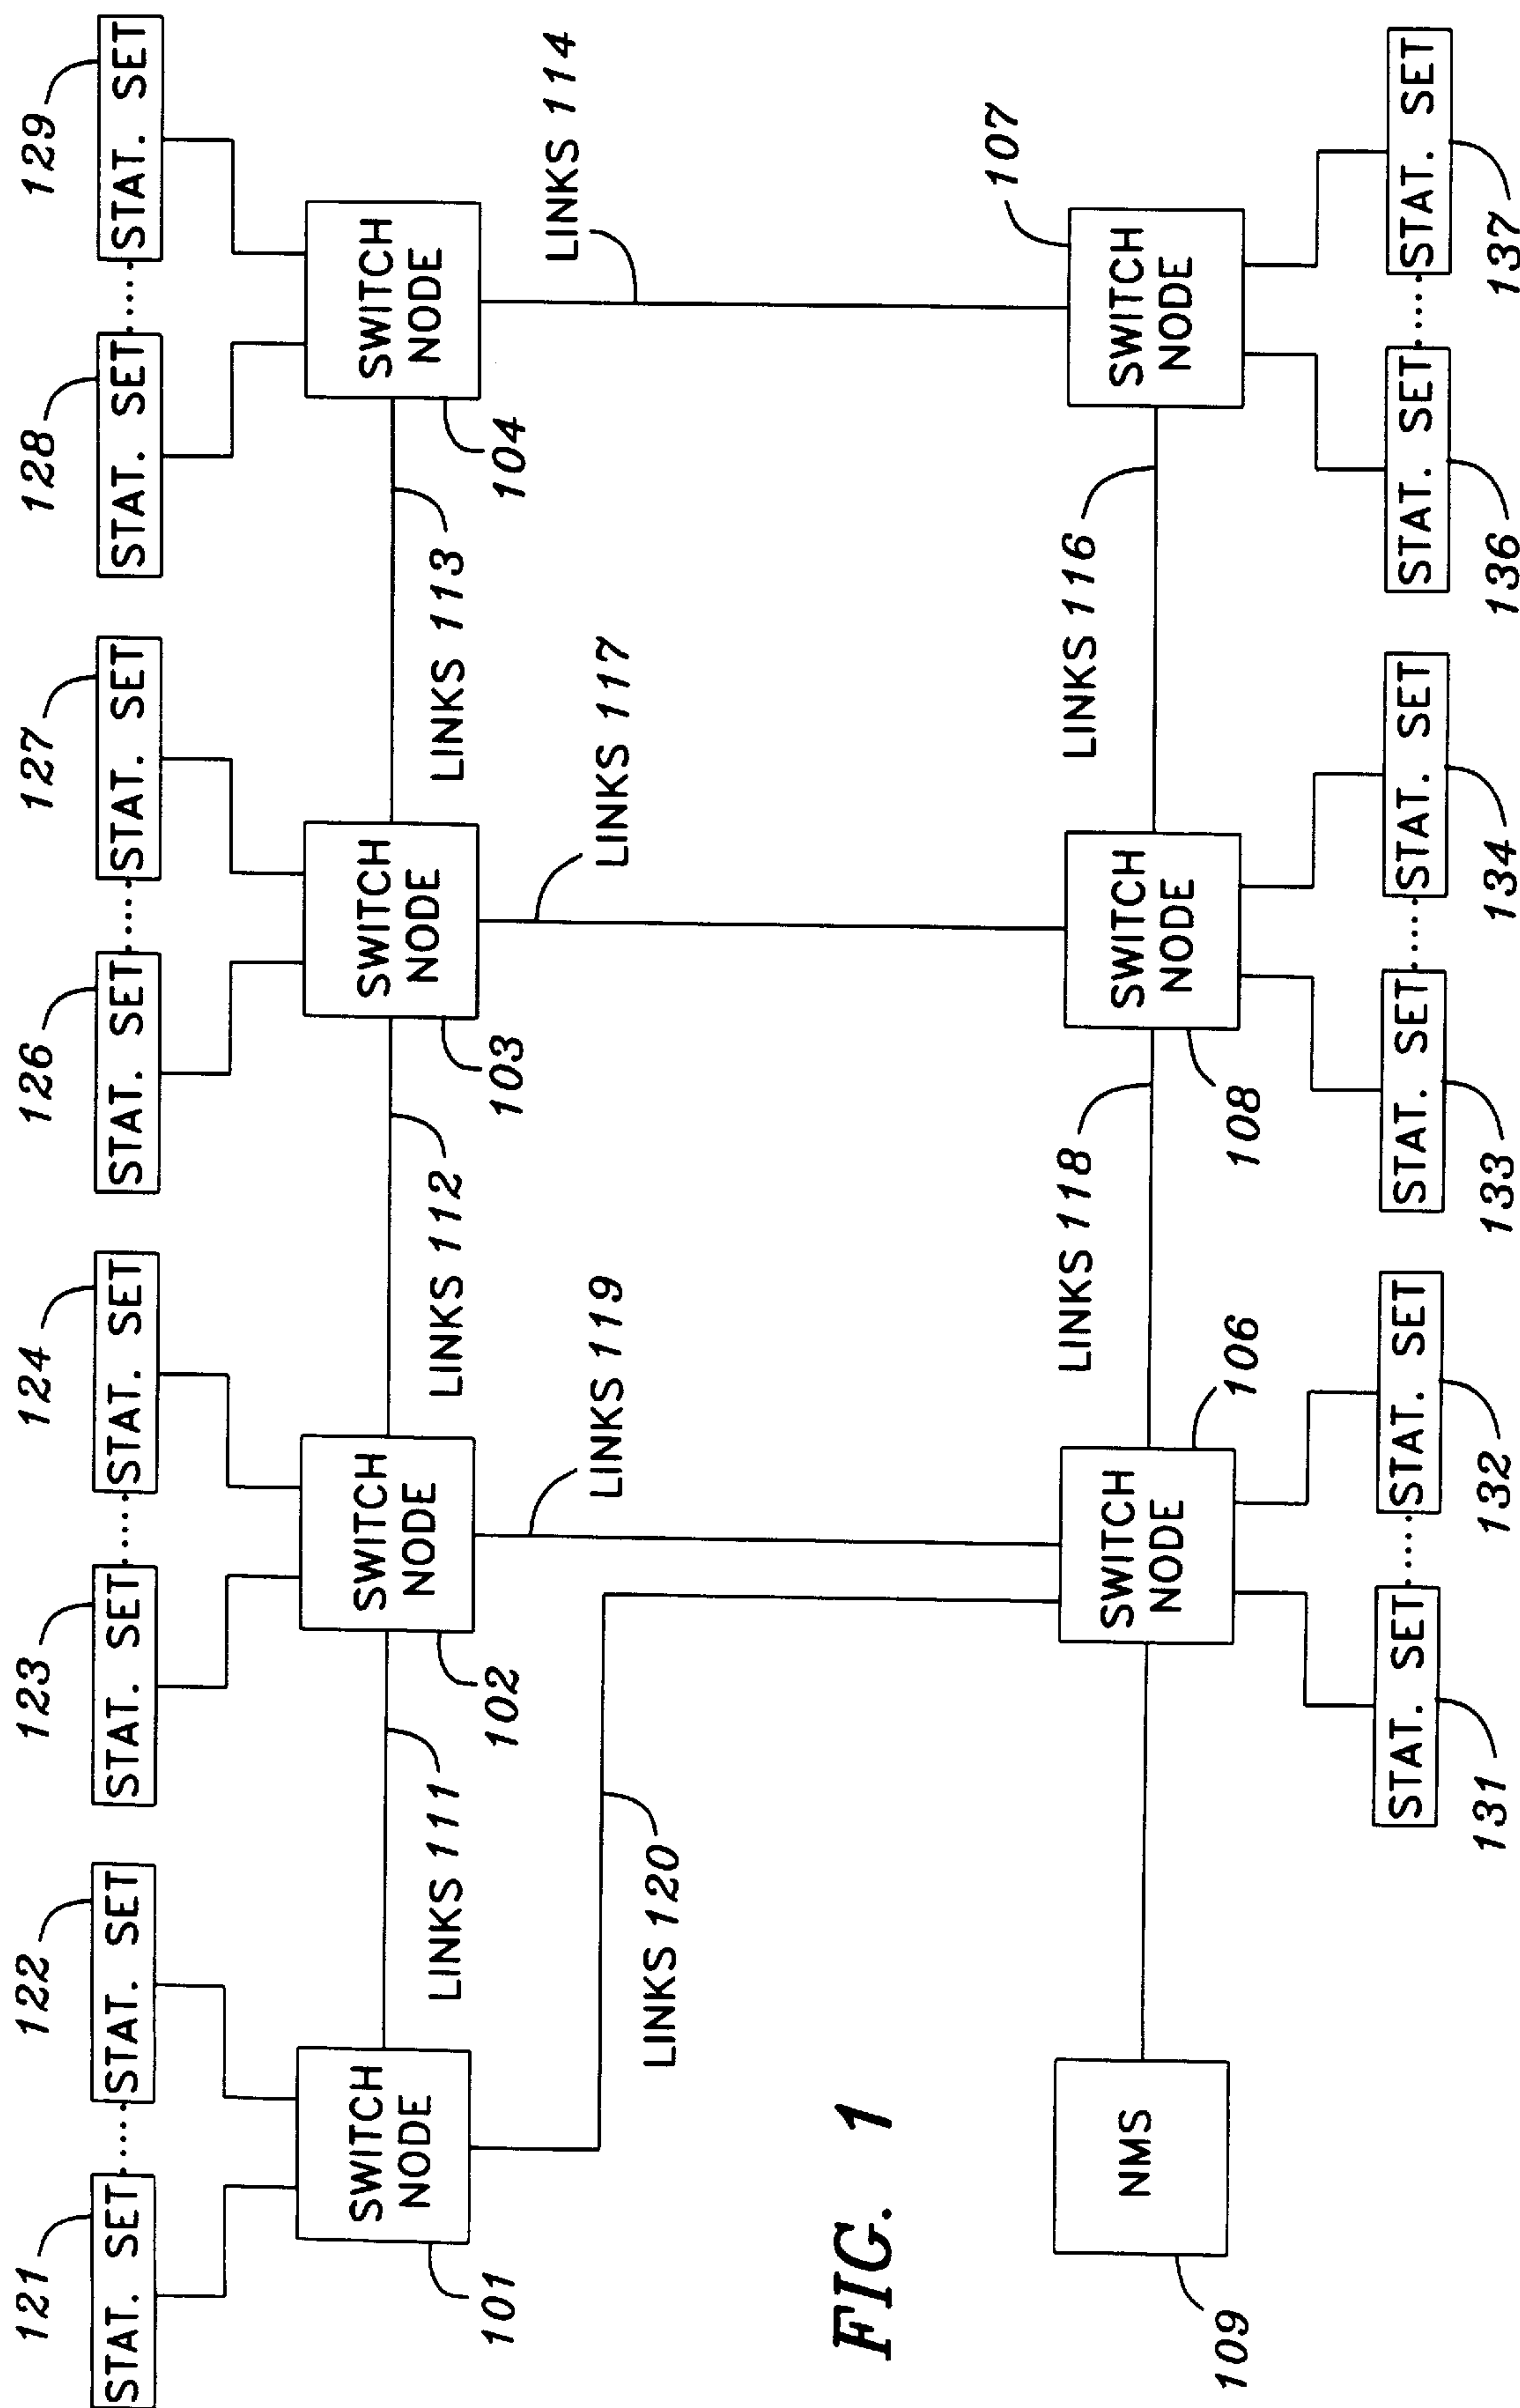 121
122
123
124
126
127
128
129
STAT. SET
STAT. SET
STAT. SET
STAT. SET
STAT. SET
STAT. SET
STAT. SET
STAT. SET
SWITCH
NODE
SWITCH
NODE
SWITCH
NODE
SWITCH
NODE
101
LINKS 111
102
LINKS 112
103
LINKS 113
104
LINKS 120
LINKS 119
LINKS 117
LINKS 114
FIG. 1
LINKS 118
106
LINKS 116
107
NMS
SWITCH
NODE
SWITCH
NODE
SWITCH
NODE
109
108
STAT. SET
STAT. SET
STAT. SET
STAT. SET
STAT. SET
STAT. SET
131
132
133
134
136
137